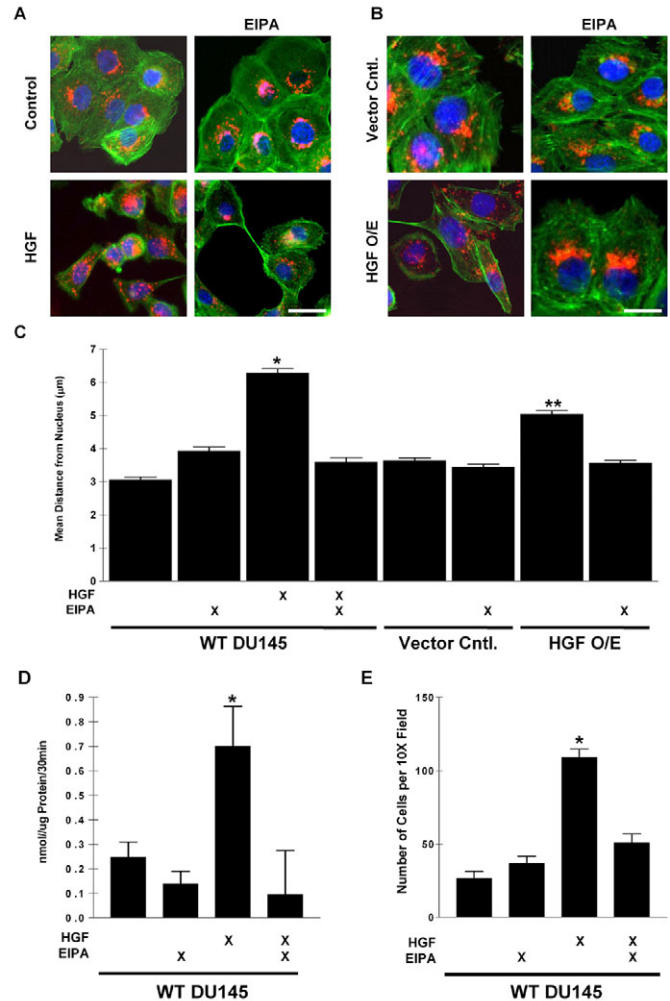 A
EIPA
Control
HGF
B
EIPA
Vector Cntl.
HGF O/E
C
Mean Distance from Nucleus (µm)
7
6
5
4
3
2
1
0
*
**
HGF X X
EIPA X X X X
WT DU145 Vector Cntl. HGF O/E
D
nmol//ug Protein/30min
0.9
0.8
0.7
0.6
0.5
0.4
0.3
0.2
0.1
0.0
*
HGF X X
EIPA X X
WT DU145
E
Number of Cells per 10X Field
150
100
50
0
*
HGF X X
EIPA X X
WT DU145